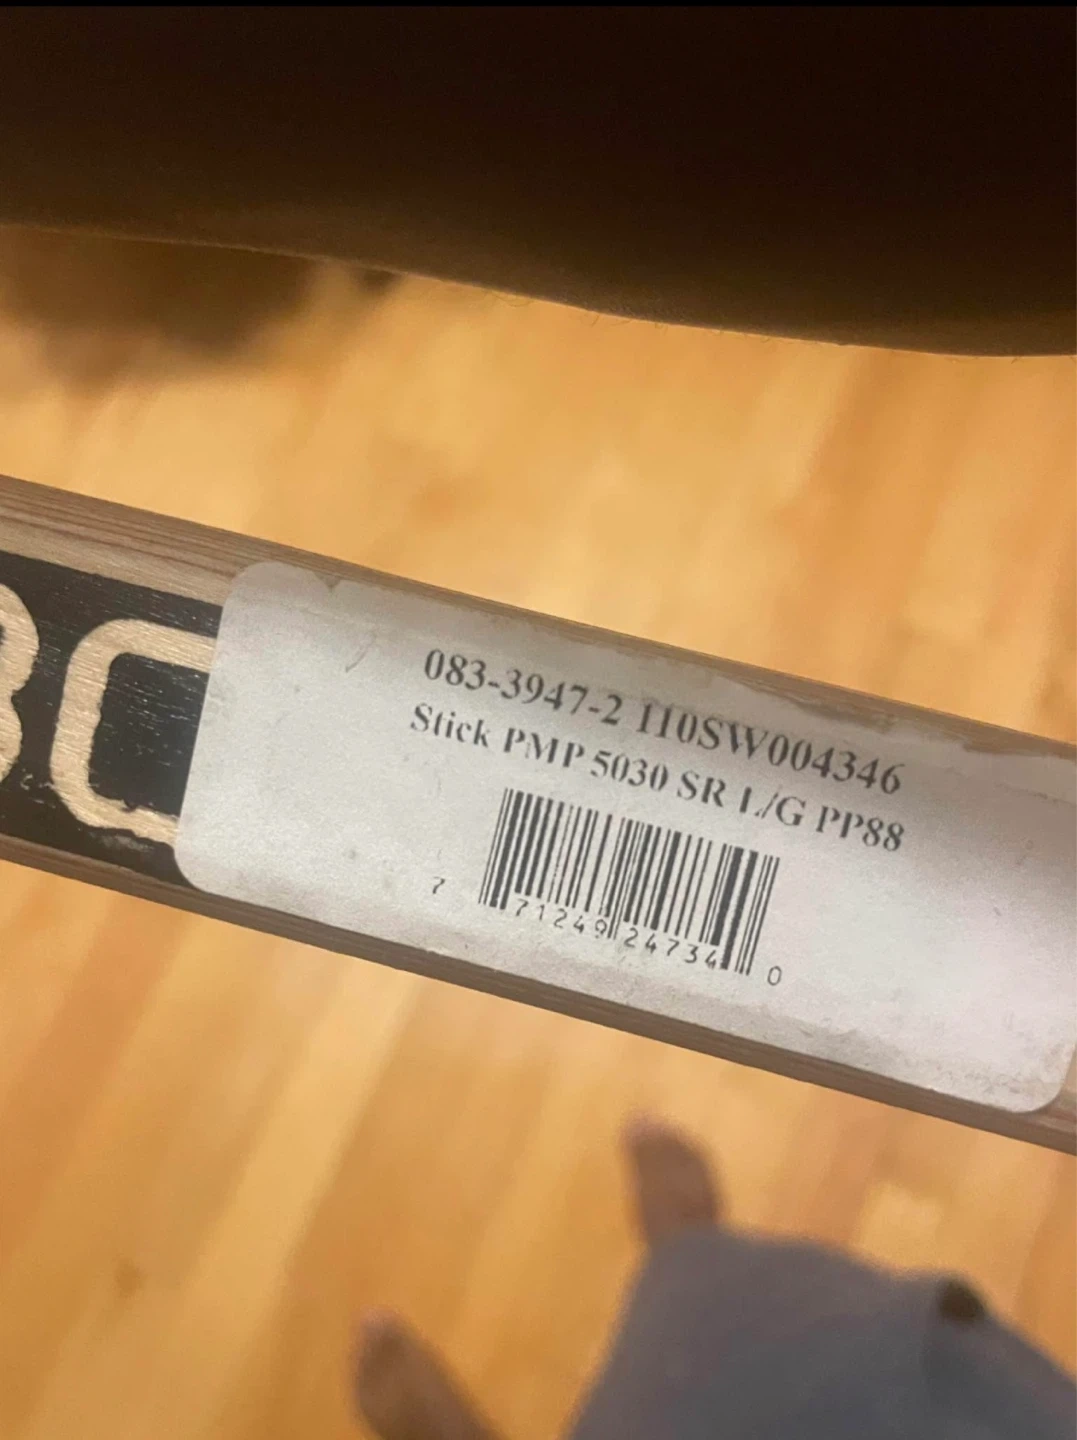 083-3947-2 110SW004346
Stick PMP 5030 SR L/G PP88
7 71249 24734 0